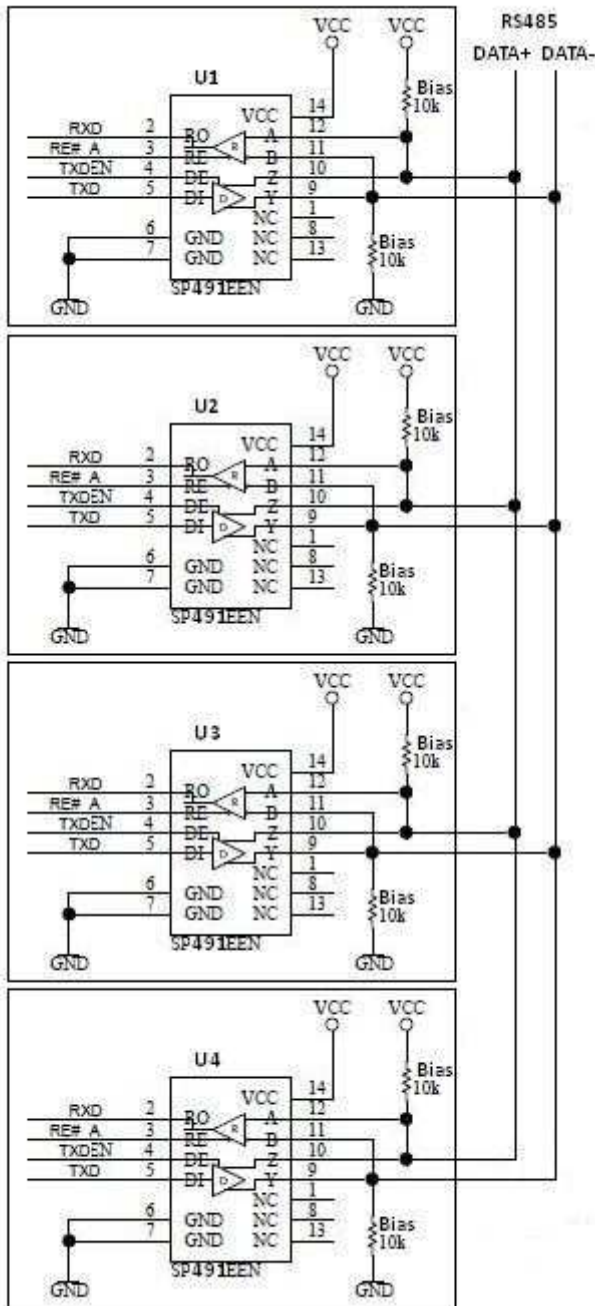 RS485
DATA+ DATA-
VCC VCC
U1
Bias
10k
14
VCC
RXD 2 RO A 12
RE# A 3 RE B 11
TXDEN 4 DE Z 10
TXD 5 DI Y 9
R
D
NC 1
6 GND NC 8
7 GND NC 13
Bias
10k
SP491EEN
GND GND
VCC VCC
U2
Bias
10k
14
VCC
RXD 2 RO A 12
RE# A 3 RE B 11
TXDEN 4 DE Z 10
TXD 5 DI Y 9
R
D
NC 1
6 GND NC 8
7 GND NC 13
Bias
10k
SP491EEN
GND GND
VCC VCC
U3
Bias
10k
14
VCC
RXD 2 RO A 12
RE# A 3 RE B 11
TXDEN 4 DE Z 10
TXD 5 DI Y 9
R
D
NC 1
6 GND NC 8
7 GND NC 13
Bias
10k
SP491EEN
GND GND
VCC VCC
U4
Bias
10k
14
VCC
RXD 2 RO A 12
RE# A 3 RE B 11
TXDEN 4 DE Z 10
TXD 5 DI Y 9
R
D
NC 1
6 GND NC 8
7 GND NC 13
Bias
10k
SP491EEN
GND GND